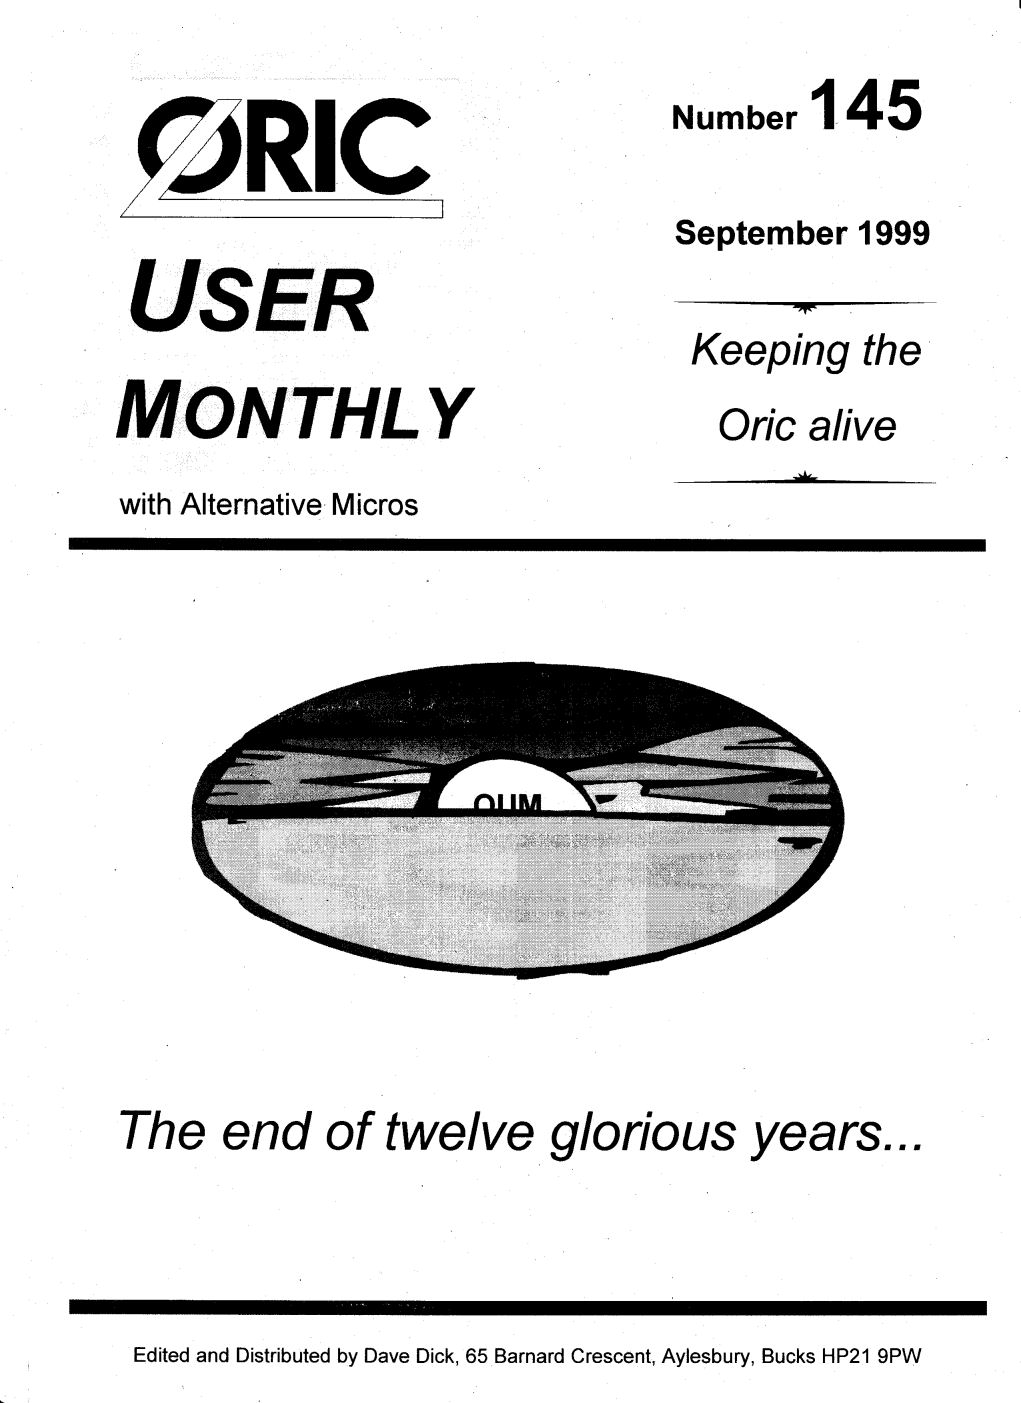 ORIC
USER
MONTHLY
with Alternative Micros
Number 145
September 1999
Keeping the
Oric alive
OUM
The end of twelve glorious years...
Edited and Distributed by Dave Dick, 65 Barnard Crescent, Aylesbury, Bucks HP21 9PW